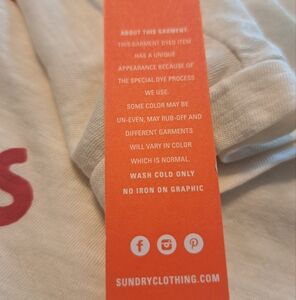 ABOUT THIS GARMENT:
THIS GARMENT DYED ITEM
HAS A UNIQUE
APPEARANCE BECAUSE OF
THE SPECIAL DYE PROCESS
WE USE.
SOME COLOR MAY BE
UN-EVEN, MAY RUB-OFF AND
DIFFERENT GARMENTS
WILL VARY IN COLOR
WHICH IS NORMAL.
WASH COLD ONLY
NO IRON ON GRAPHIC
SUNDRYCLOTHING.COM
S